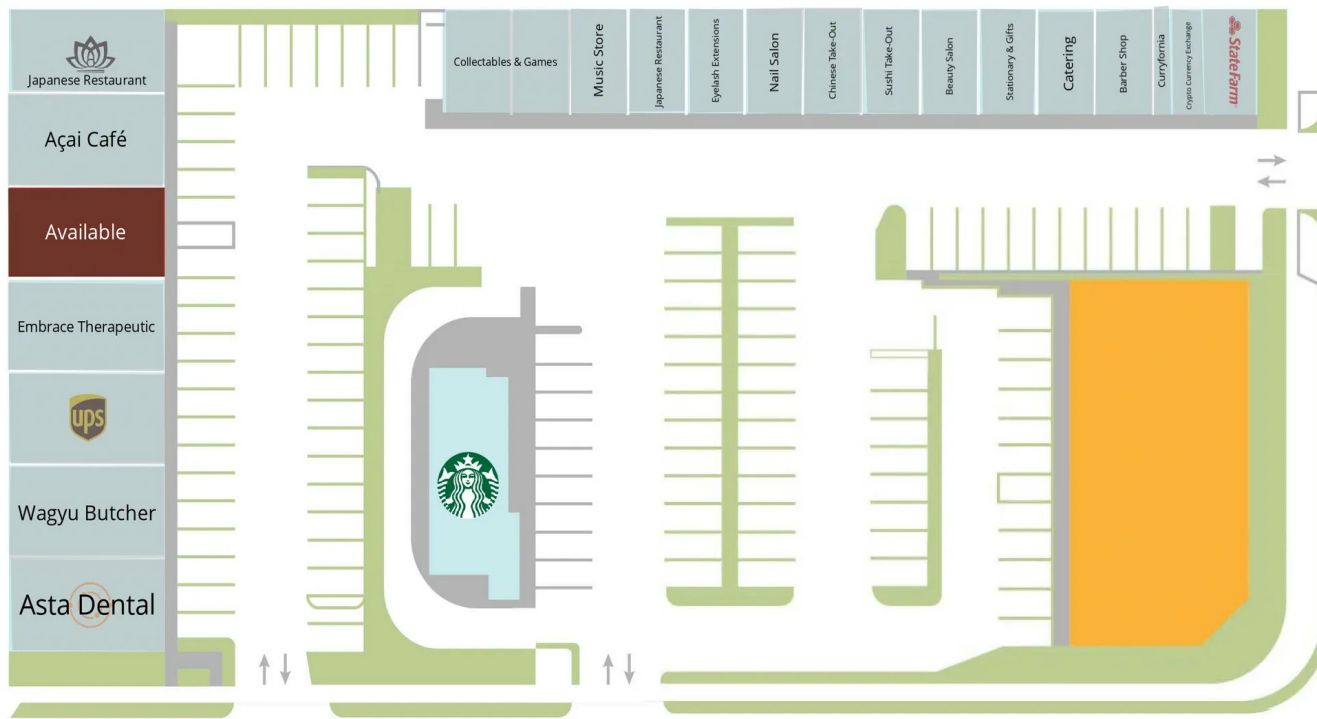 Japanese Restaurant
Açai Café
Available
Embrace Therapeutic
ups
Wagyu Butcher
Asta Dental
Collectables & Games
Music Store
Japanese Restaurant
Eyelash Extensions
Nail Salon
Chinese Take-Out
Sushi Take-Out
Beauty Salon
Stationary & Gifts
Catering
Barber Shop
Curryfornia
Crypto Currency Exchange
StateFarm